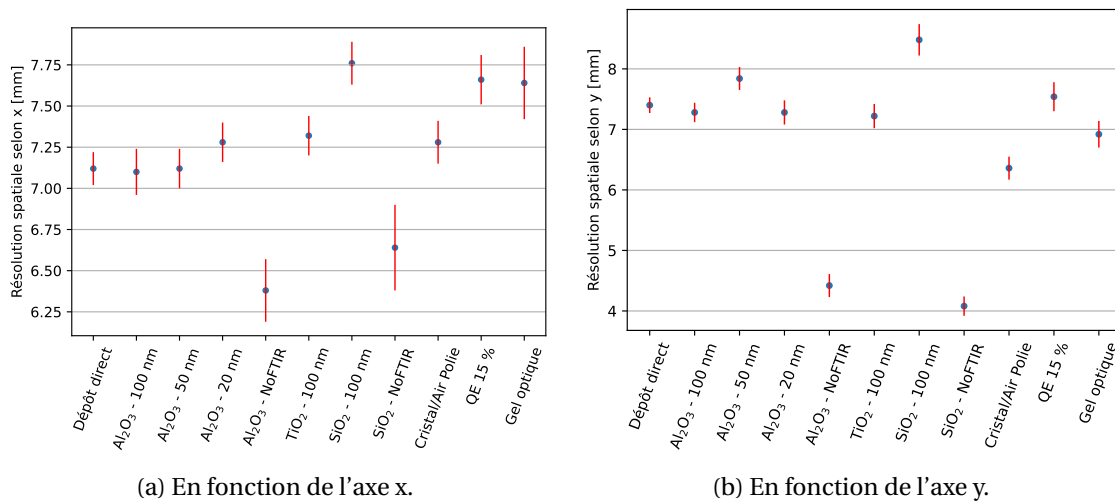 Résolution spatiale selon x [mm]
7.75
7.50
7.25
7.00
6.75
6.50
6.25
Dépôt direct
Al₂O₃ - 100 nm
Al₂O₃ - 50 nm
Al₂O₃ - 20 nm
Al₂O₃ - NoFTIR
TiO₂ - 100 nm
SiO₂ - 100 nm
SiO₂ - NoFTIR
Cristal/Air Polie
QE 15 %
Gel optique
(a) En fonction de l'axe x.
Résolution spatiale selon y [mm]
8
7
6
5
4
Dépôt direct
Al₂O₃ - 100 nm
Al₂O₃ - 50 nm
Al₂O₃ - 20 nm
Al₂O₃ - NoFTIR
TiO₂ - 100 nm
SiO₂ - 100 nm
SiO₂ - NoFTIR
Cristal/Air Polie
QE 15 %
Gel optique
(b) En fonction de l'axe y.